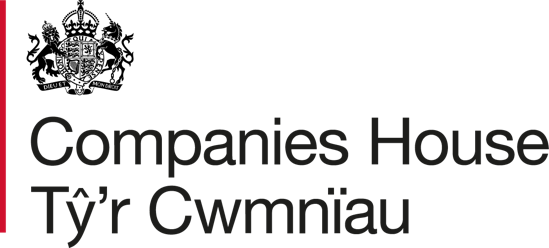 DIEU ET MON DROIT
Companies House
Tŷ'r Cwmnïau